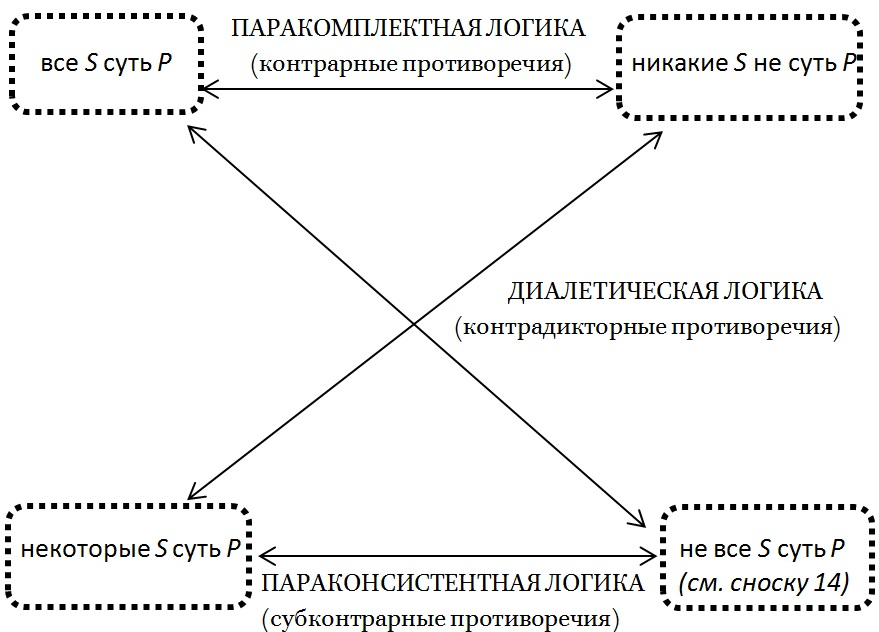 ПАРАКОМПЛЕКТНАЯ ЛОГИКА
все S суть P
(контрарные противоречия)
никакие S не суть P
ДИАЛЕТИЧЕСКАЯ ЛОГИКА
(контрадикторные противоречия)
некоторые S суть P
не все S суть P
(см. сноску 14)
ПАРАКОНСИСТЕНТНАЯ ЛОГИКА
(субконтрарные противоречия)